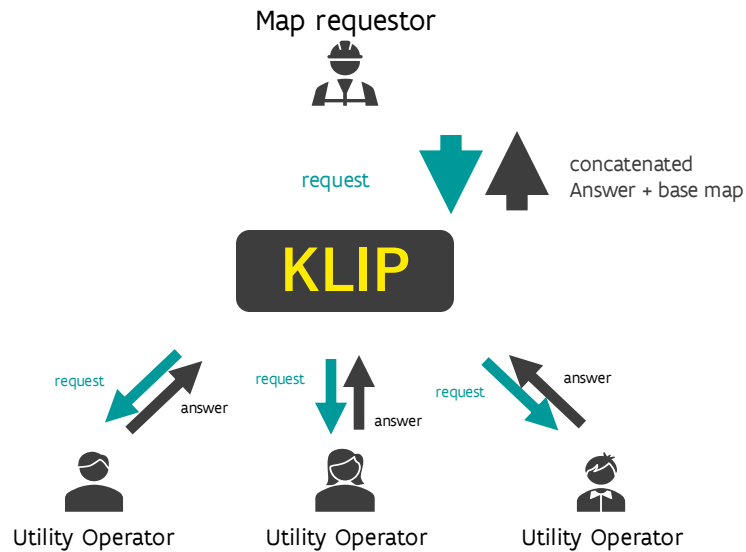 Map requestor
request
concatenated
Answer + base map
KLIP
request
answer
request
answer
request
answer
Utility Operator
Utility Operator
Utility Operator